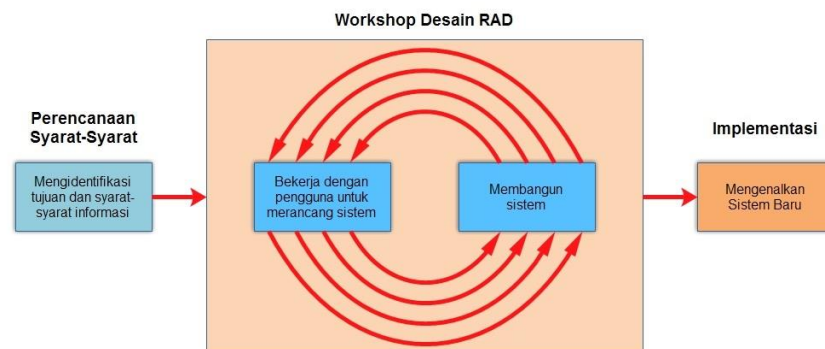 Workshop Desain RAD
Perencanaan
Syarat-Syarat
Mengidentifikasi
tujuan dan syarat-
syarat informasi
Bekerja dengan
pengguna untuk
merancang sistem
Membangun
sistem
Implementasi
Mengenalkan
Sistem Baru